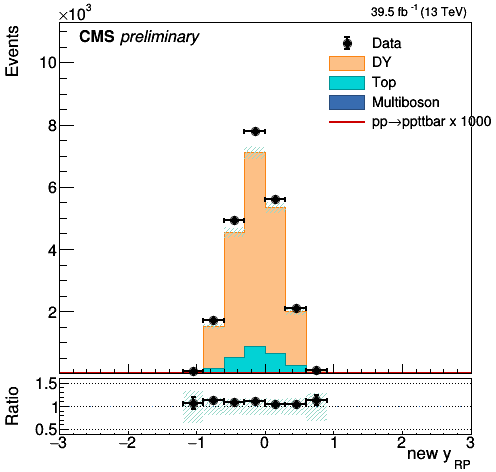 ×10³
39.5 fb ⁻¹ (13 TeV)
CMS preliminary
Events
10
8
6
4
2
Data
DY
Top
Multiboson
pp→ppttbar x 1000
Ratio
1.5
1
0.5
−3 −2 −1 0 1 2 3
new y_RP